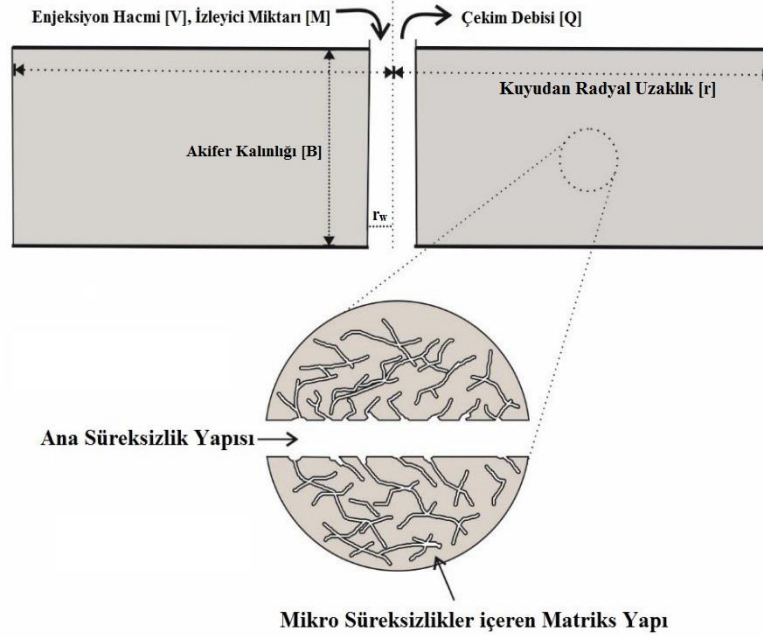 Enjeksiyon Hacmi [V], İzleyici Miktarı [M]
Çekim Debisi [Q]
Kuyudan Radyal Uzaklık [r]
Akifer Kalınlığı [B]
rw
Ana Süreksizlik Yapısı
Mikro Süreksizlikler içeren Matriks Yapı